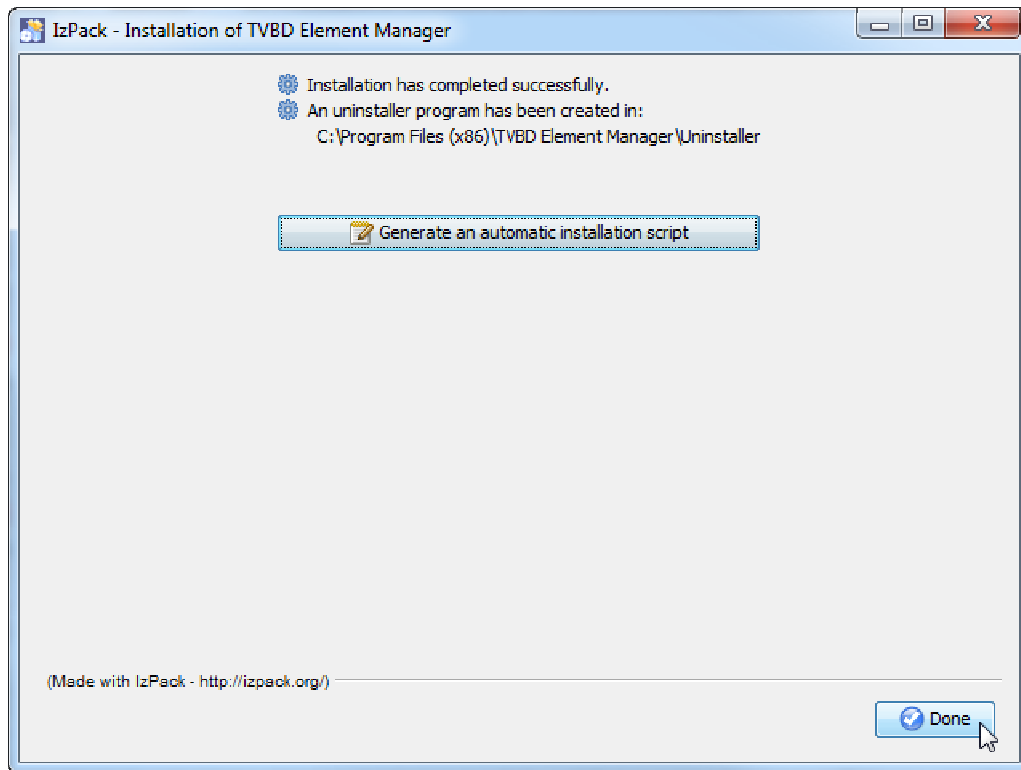 IzPack - Installation of TVBD Element Manager
Installation has completed successfully.
An uninstaller program has been created in:
C:\Program Files (x86)\TVBD Element Manager\Uninstaller
Generate an automatic installation script
(Made with IzPack - http://izpack.org/)
Done